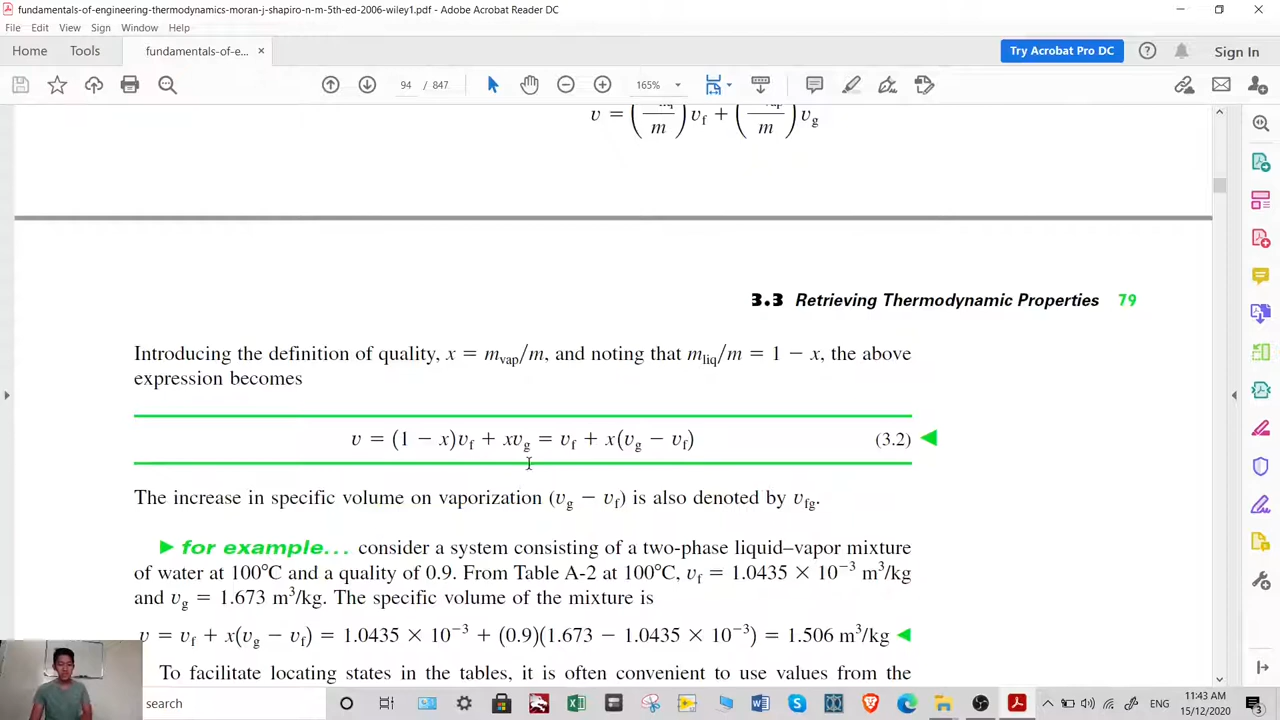 fundamentals-of-engineering-thermodynamics-moran-j-shapiro-n-m-5th-ed-2006-wiley1.pdf - Adobe Acrobat Reader DC
File Edit View Sign Window Help
Home Tools fundamentals-of-e... × Try Acrobat Pro DC Sign In
94 / 847 165%
v = ( m ) v_f + ( m ) v_g
3.3 Retrieving Thermodynamic Properties 79
Introducing the definition of quality, x = m_vap/m, and noting that m_liq/m = 1 − x, the above
expression becomes
v = (1 − x)v_f + xv_g = v_f + x(v_g − v_f) (3.2)
The increase in specific volume on vaporization (v_g − v_f) is also denoted by v_fg.
for example... consider a system consisting of a two-phase liquid–vapor mixture
of water at 100°C and a quality of 0.9. From Table A-2 at 100°C, v_f = 1.0435 × 10⁻³ m³/kg
and v_g = 1.673 m³/kg. The specific volume of the mixture is
v = v_f + x(v_g − v_f) = 1.0435 × 10⁻³ + (0.9)(1.673 − 1.0435 × 10⁻³) = 1.506 m³/kg
To facilitate locating states in the tables, it is often convenient to use values from the
search
ENG
11:43 AM
15/12/2020
3